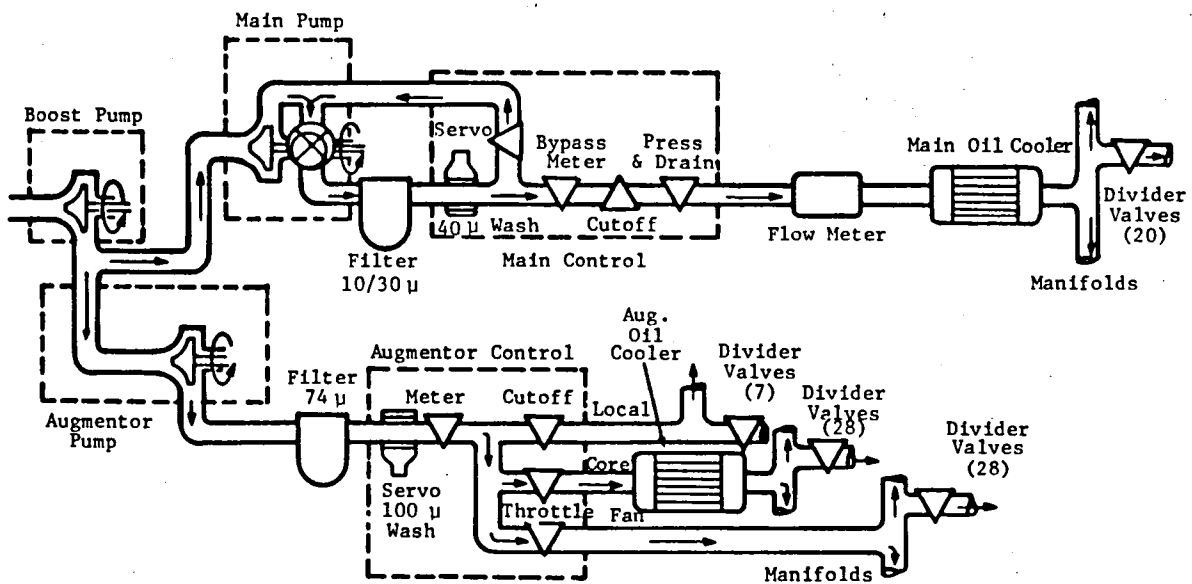 Main Pump
Boost Pump
Servo
Bypass
Meter
Press
& Drain
Main Oil Cooler
40 μ Wash
Cutoff
Flow Meter
Divider
Valves
(20)
Filter
10/30 μ
Main Control
Manifolds
Aug.
Oil
Cooler
Augmentor Control
Divider
Valves
(7)
Divider
Valves
(28)
Divider
Valves
(28)
Filter
74 μ
Meter
Cutoff
Local
Augmentor
Pump
Core
Servo
100 μ
Wash
Throttle
Fan
Manifolds